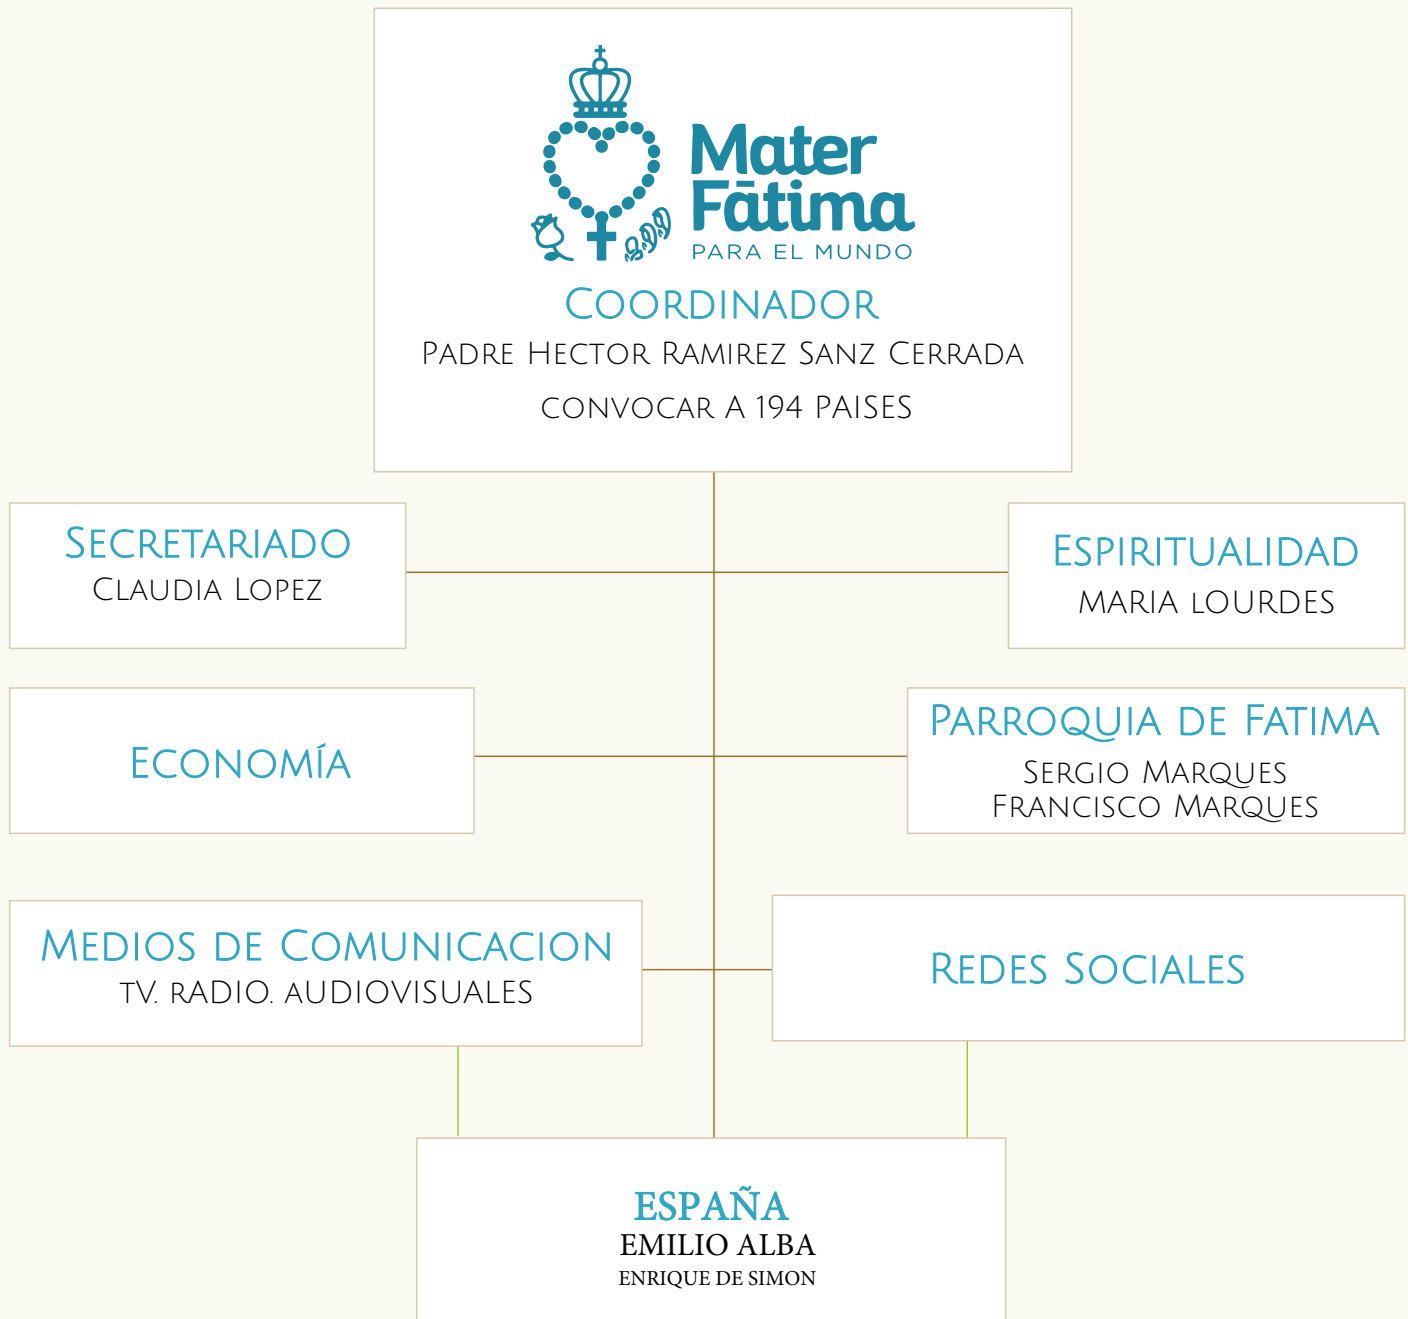 Mater
Fātima
PARA EL MUNDO
COORDINADOR
PADRE HECTOR RAMIREZ SANZ CERRADA
CONVOCAR A 194 PAISES
SECRETARIADO
CLAUDIA LOPEZ
ESPIRITUALIDAD
MARIA LOURDES
ECONOMÍA
PARROQUIA DE FATIMA
SERGIO MARQUES
FRANCISCO MARQUES
MEDIOS DE COMUNICACION
TV. RADIO. AUDIOVISUALES
REDES SOCIALES
ESPAÑA
EMILIO ALBA
ENRIQUE DE SIMON